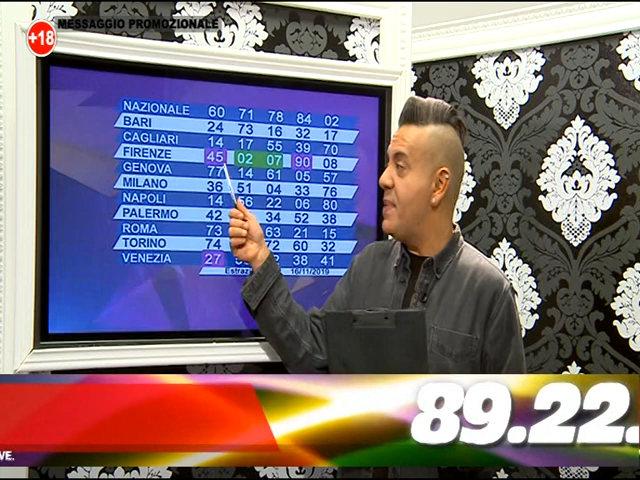 MESSAGGIO PROMOZIONALE
+18
NAZIONALE 60 71 78 84 02
BARI 24 73 16 32 17
CAGLIARI 14 17 55 39 70
FIRENZE 45 02 07 90 08
GENOVA 77 14 61 05 57
MILANO 36 51 04 33 76
NAPOLI 14 22 06 80
PALERMO 42 34 52 38
ROMA 73 63 21 15
TORINO 74 72 60 32
VENEZIA 27 38 41
16/11/2019
89.22.
VE.